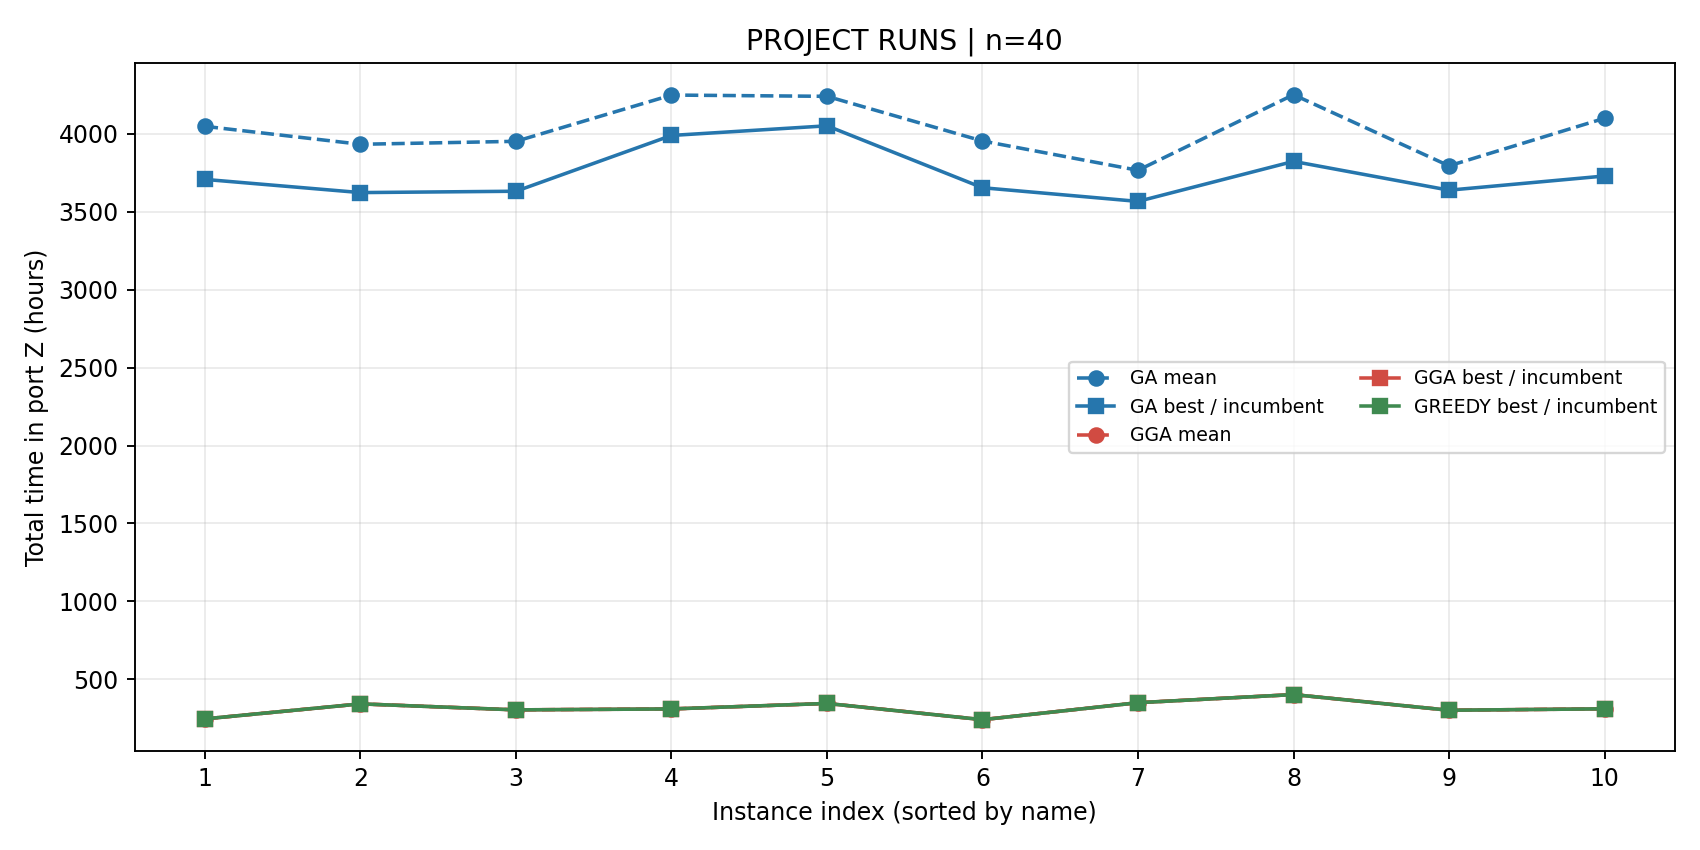 PROJECT RUNS | n=40
Total time in port Z (hours)
4000
3500
3000
2500
2000
1500
1000
500
GA mean
GA best / incumbent
GGA mean
GGA best / incumbent
GREEDY best / incumbent
1 2 3 4 5 6 7 8 9 10
Instance index (sorted by name)